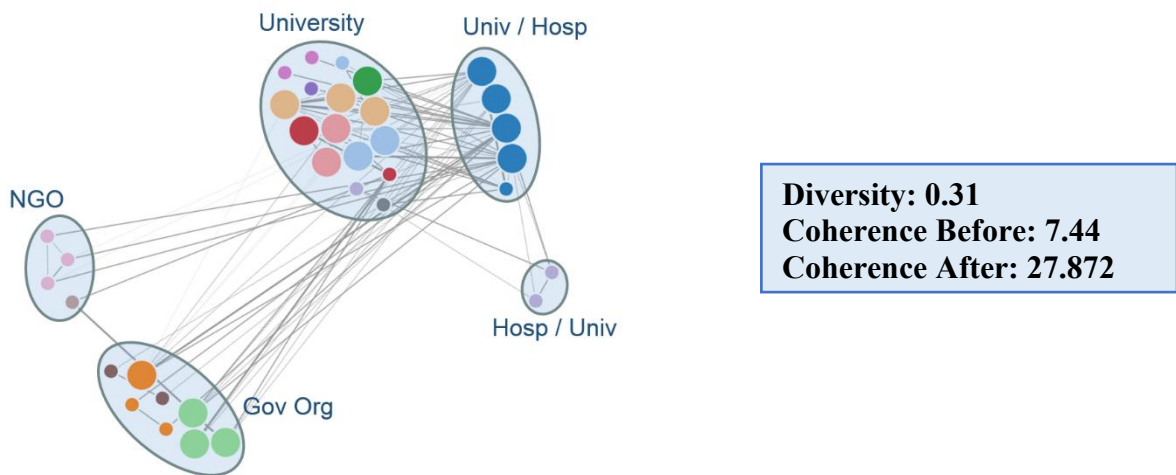 University
Univ / Hosp
NGO
Hosp / Univ
Gov Org
Diversity: 0.31
Coherence Before: 7.44
Coherence After: 27.872